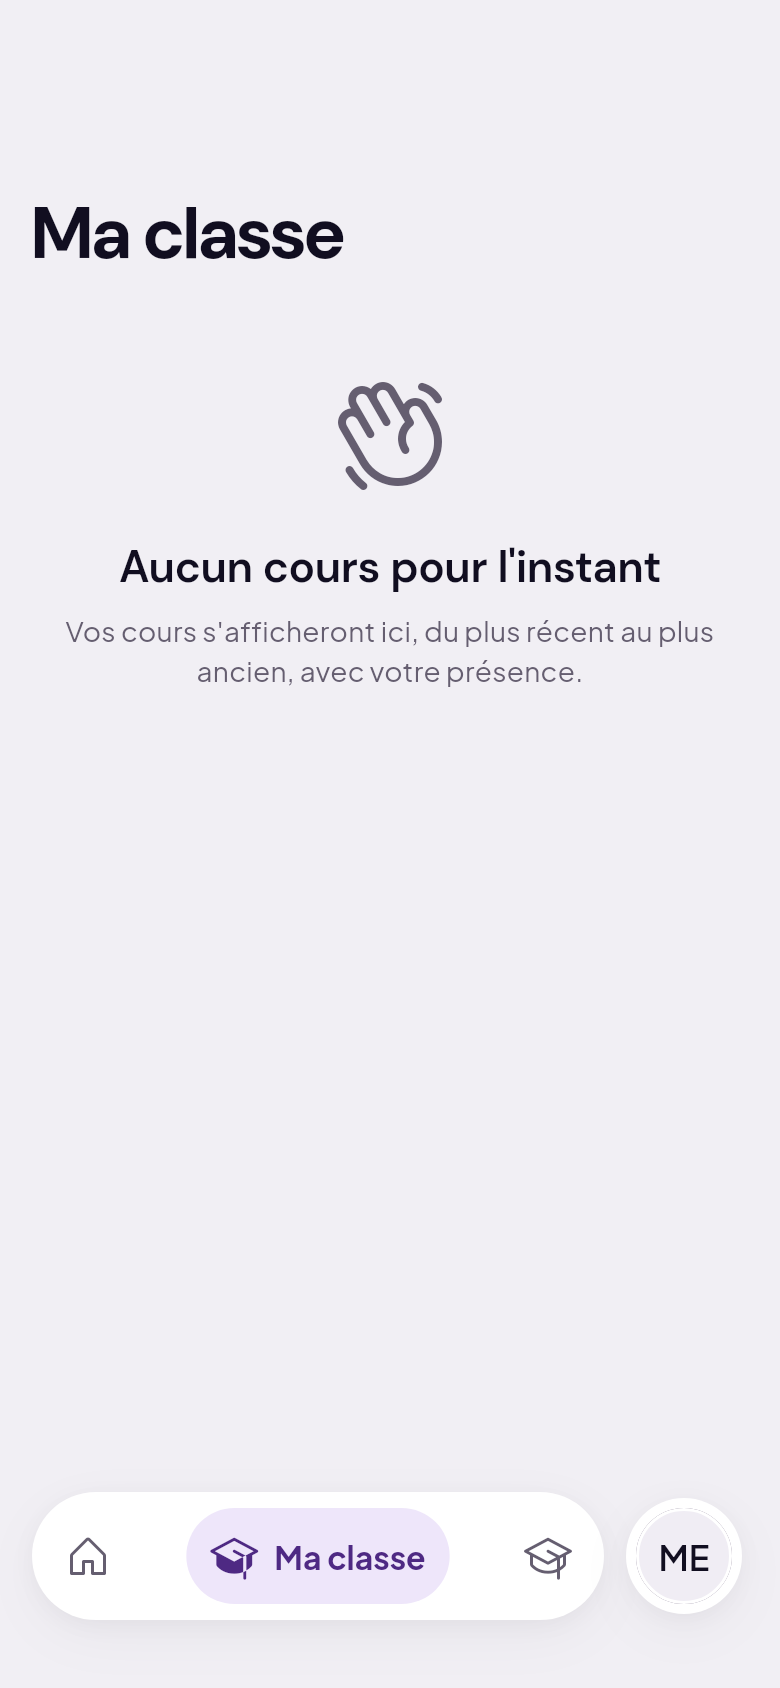 Ma classe
Aucun cours pour l'instant
Vos cours s'afficheront ici, du plus récent au plus
ancien, avec votre présence.
Ma classe
ME